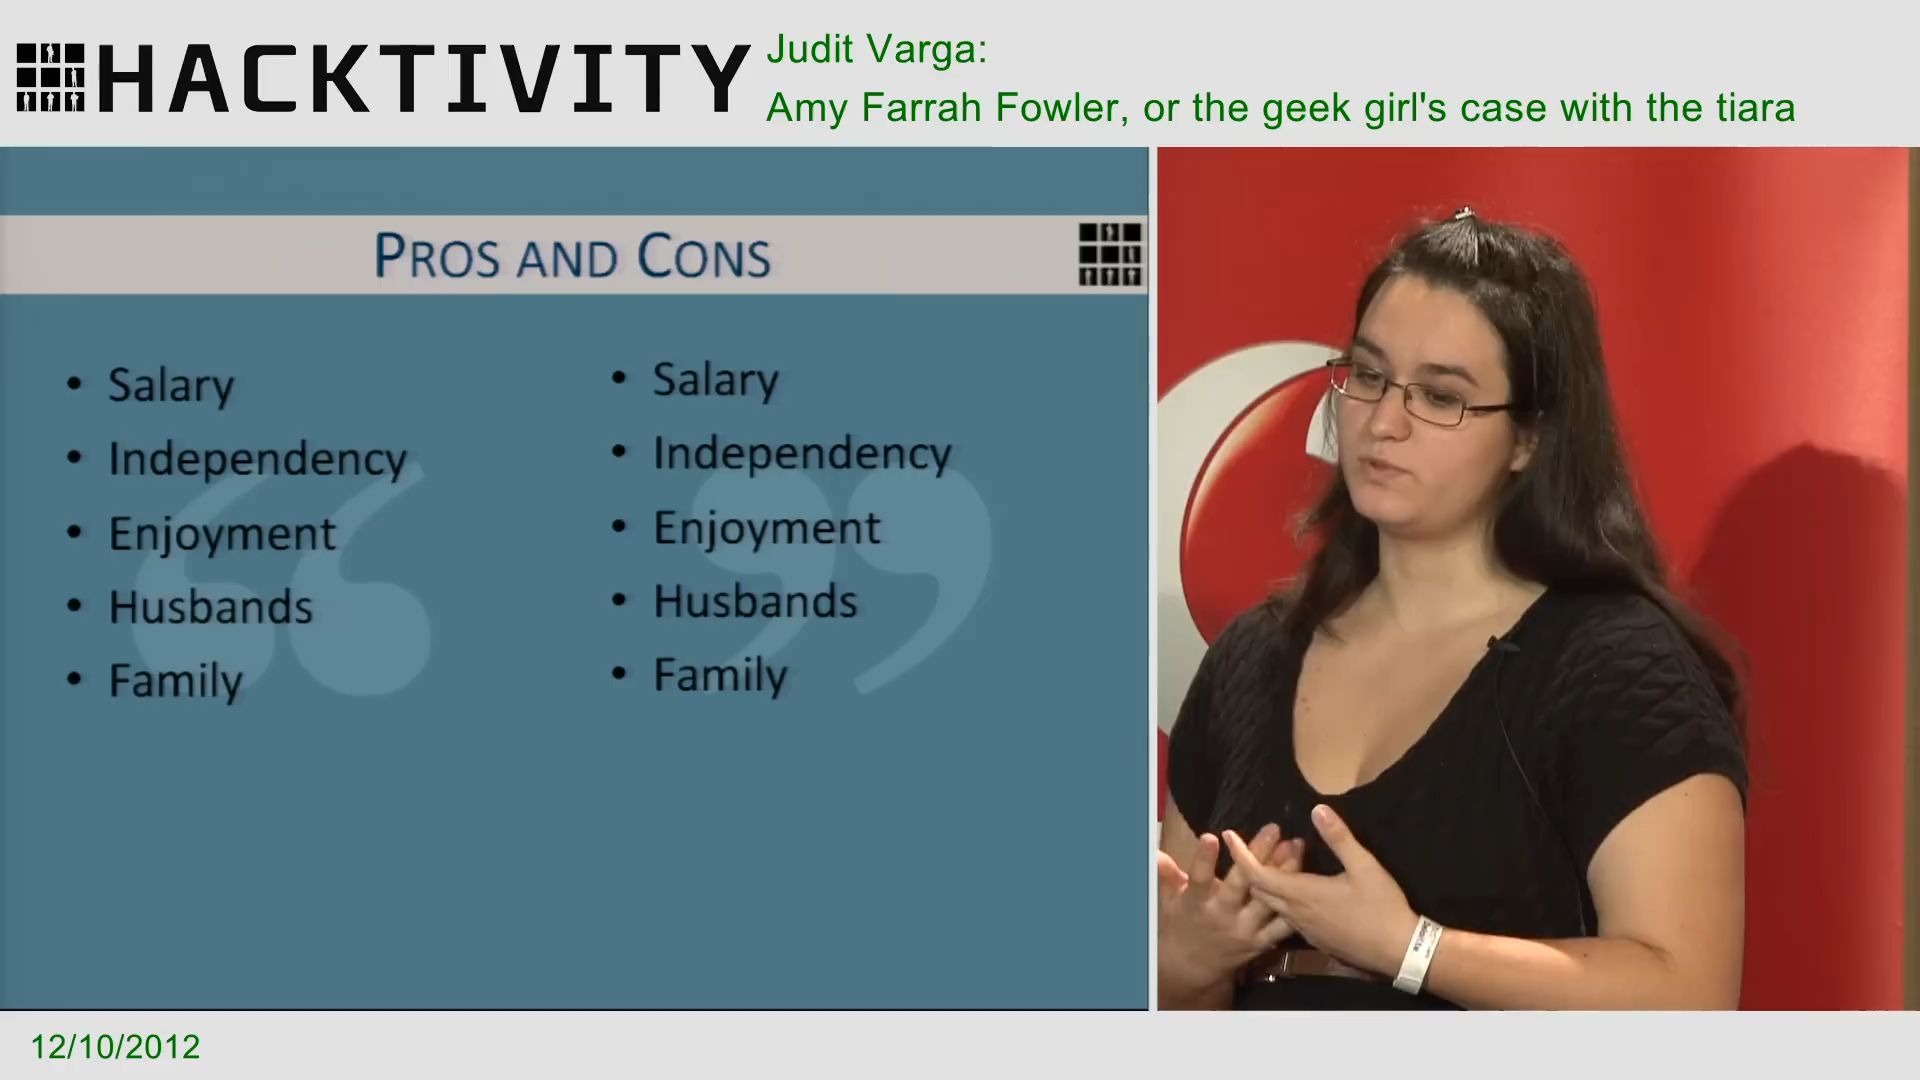 HACKTIVITY
Judit Varga:
Amy Farrah Fowler, or the geek girl's case with the tiara
PROS AND CONS
• Salary
• Independency
• Enjoyment
• Husbands
• Family
• Salary
• Independency
• Enjoyment
• Husbands
• Family
12/10/2012